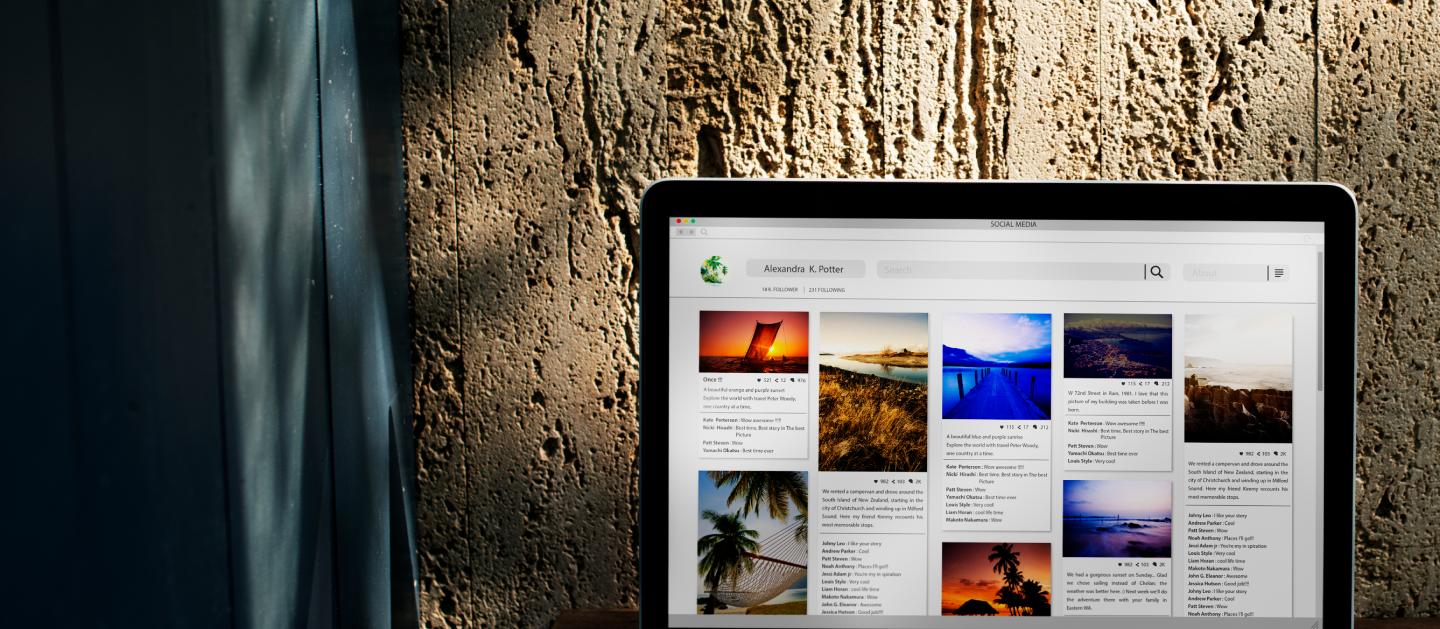 SOCIAL MEDIA
Alexandra K. Potter
Search
About
FOLLOWER | 231 FOLLOWING
Once !!!
521 12 976
A beautiful orange and purple sunset
Explore the world with travel Peter Woody,
one country at a time.
Kate Perterson : Wow awesome !!!!
Nicki Hirashi : Best time, Best story in The best
Picture
Patt Steven : Wow
Yamachi Okatsu : Best time ever
982 103 2K
We rented a campervan and drove around the
South Island of New Zealand, starting in the
city of Christchurch and winding up in Milford
Sound. Here my friend Kimmy recounts his
most memorable stops.
Johny Leo : I like your story
Andrew Parker : Cool
Patt Steven : Wow
Noah Anthony : Places I'll go!!
Jessi Adam jr : You're my in spiration
Louis Style : Very cool
Liam Horan : cool life time
Makoto Nakamura : Wow
John G. Eleanor : Awesome
Jessica Hutson : Good job!!!
115 17 212
A beautiful blue and purple sunrise
Explore the world with travel Peter Woody,
one country at a time.
Kate Perterson : Wow awesome !!!!
Nicki Hirashi : Best time, Best story in The best
Picture
Patt Steven : Wow
Yamachi Okatsu : Best time ever
Louis Style : Very cool
Liam Horan : cool life time
Makoto Nakamura : Wow
115 17 212
W 72nd Street in Rain, 1981. I love that this
picture of my building was taken before I was
born.
Kate Perterson : Wow awesome !!!!
Nicki Hirashi : Best time, Best story in The best
Picture
Patt Steven : Wow
Yamachi Okatsu : Best time ever
Louis Style : Very cool
982 103 2K
We had a gorgeous sunset on Sunday... Glad
we chose sailing instead of Chelan. the
weather was better here. :) Next week we'll do
the adventure there with your family in
Eastern WA.
982 103 2K
We rented a campervan and drove around the
South Island of New Zealand, starting in the
city of Christchurch and winding up in Milford
Sound. Here my friend Kimmy recounts his
most memorable stops.
Johny Leo : I like your story
Andrew Parker : Cool
Patt Steven : Wow
Noah Anthony : Places I'll go!!
Jessi Adam jr : You're my in spiration
Louis Style : Very cool
Liam Horan : cool life time
Makoto Nakamura : Wow
John G. Eleanor : Awesome
Jessica Hutson : Good job!!!
Johny Leo : I like your story
Andrew Parker : Cool
Patt Steven : Wow
Noah Anthony : Places I'll go!!